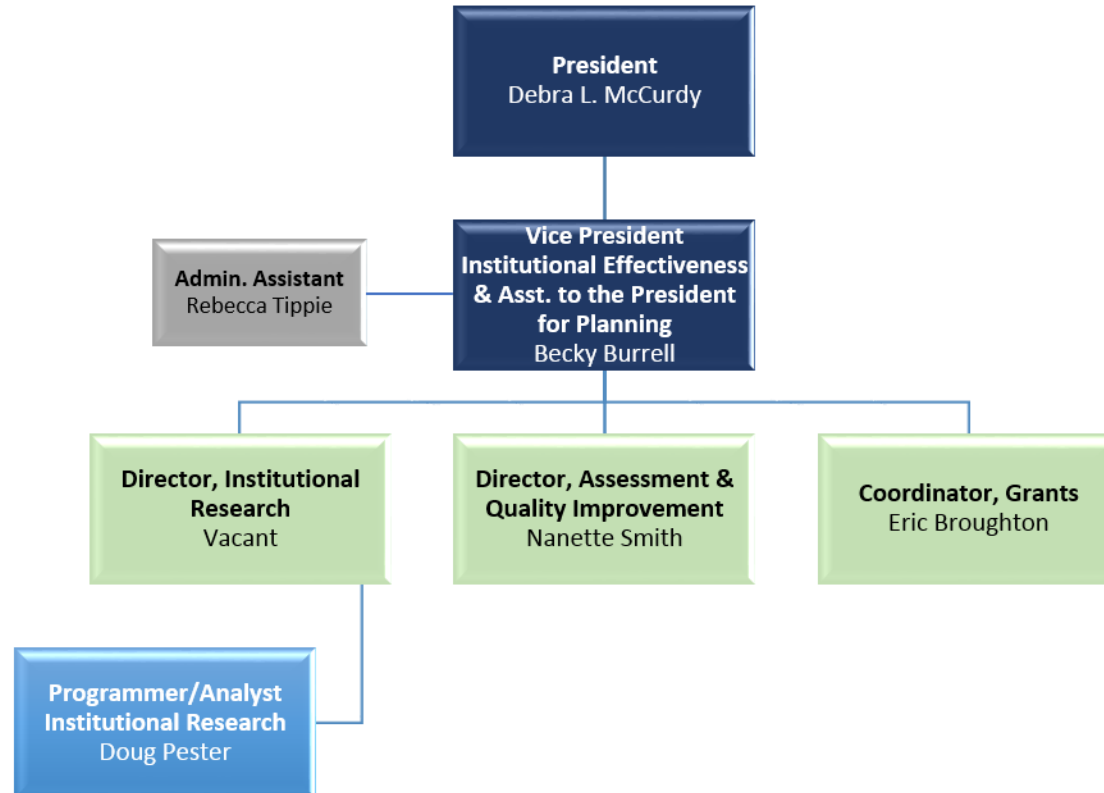 President
Debra L. McCurdy
Vice President
Institutional Effectiveness
& Asst. to the President
for Planning
Becky Burrell
Admin. Assistant
Rebecca Tippie
Director, Institutional
Research
Vacant
Director, Assessment &
Quality Improvement
Nanette Smith
Coordinator, Grants
Eric Broughton
Programmer/Analyst
Institutional Research
Doug Pester